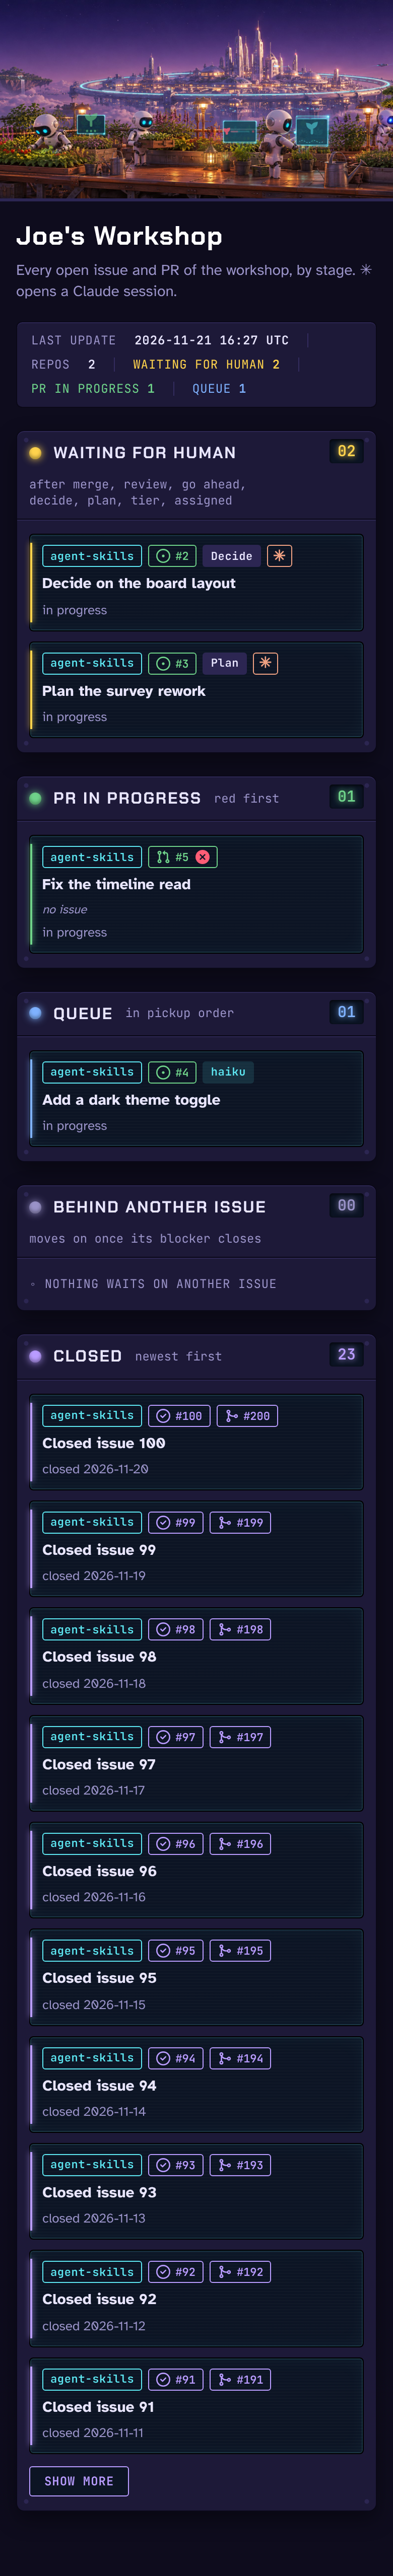 Joe's Workshop
Every open issue and PR of the workshop, by stage. ✳
opens a Claude session.
LAST UPDATE 2026-11-21 16:27 UTC
REPOS 2 WAITING FOR HUMAN 2
PR IN PROGRESS 1 QUEUE 1
WAITING FOR HUMAN 02
after merge, review, go ahead,
decide, plan, tier, assigned
agent-skills #2 Decide
Decide on the board layout
in progress
agent-skills #3 Plan
Plan the survey rework
in progress
PR IN PROGRESS red first 01
agent-skills #5
Fix the timeline read
no issue
in progress
QUEUE in pickup order 01
agent-skills #4 haiku
Add a dark theme toggle
in progress
BEHIND ANOTHER ISSUE 00
moves on once its blocker closes
NOTHING WAITS ON ANOTHER ISSUE
CLOSED newest first 23
agent-skills #100 #200
Closed issue 100
closed 2026-11-20
agent-skills #99 #199
Closed issue 99
closed 2026-11-19
agent-skills #98 #198
Closed issue 98
closed 2026-11-18
agent-skills #97 #197
Closed issue 97
closed 2026-11-17
agent-skills #96 #196
Closed issue 96
closed 2026-11-16
agent-skills #95 #195
Closed issue 95
closed 2026-11-15
agent-skills #94 #194
Closed issue 94
closed 2026-11-14
agent-skills #93 #193
Closed issue 93
closed 2026-11-13
agent-skills #92 #192
Closed issue 92
closed 2026-11-12
agent-skills #91 #191
Closed issue 91
closed 2026-11-11
SHOW MORE